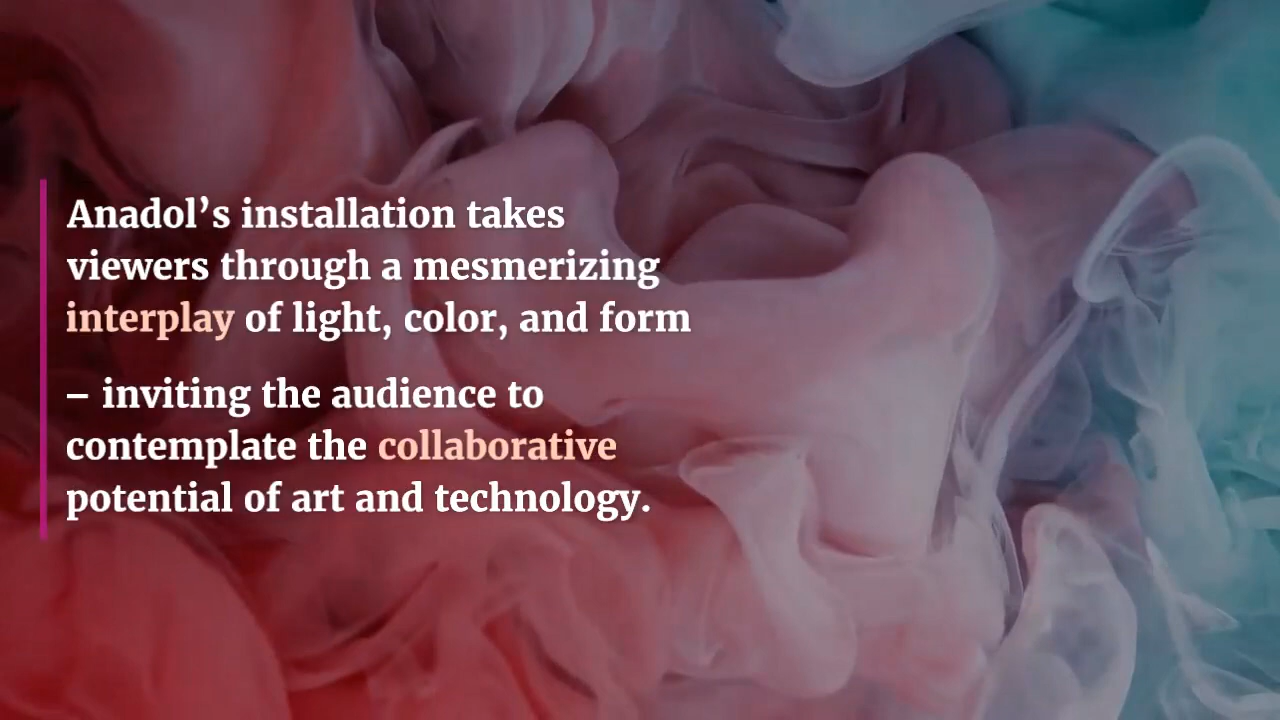 Anadol’s installation takes
viewers through a mesmerizing
interplay of light, color, and form
– inviting the audience to
contemplate the collaborative
potential of art and technology.